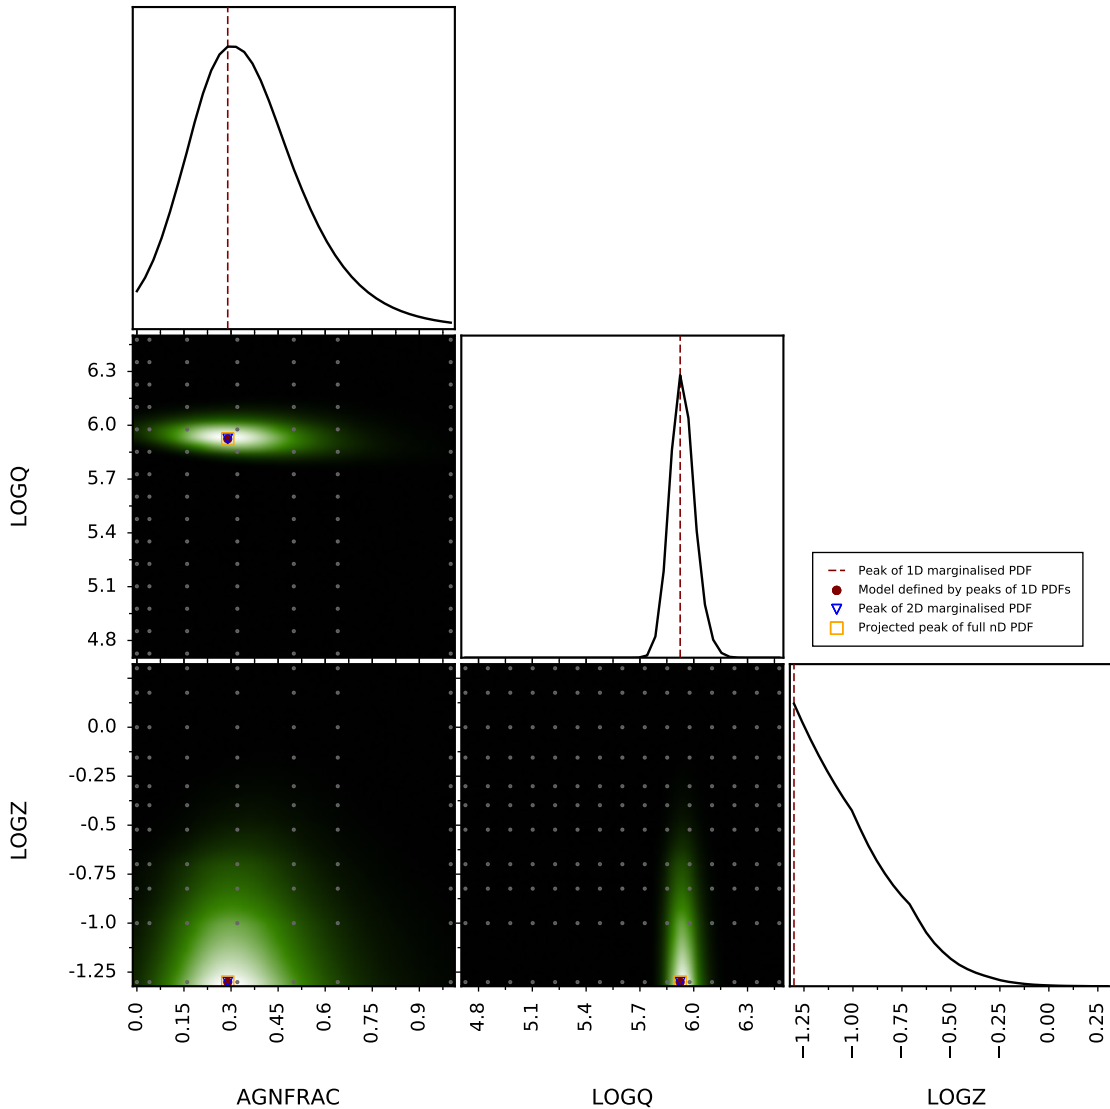 6.3
6.0
5.7
5.4
5.1
4.8
LOGQ
Peak of 1D marginalised PDF
Model defined by peaks of 1D PDFs
Peak of 2D marginalised PDF
Projected peak of full nD PDF
0.0
-0.25
-0.5
-0.75
-1.0
-1.25
LOGZ
0.0 0.15 0.3 0.45 0.6 0.75 0.9
4.8 5.1 5.4 5.7 6.0 6.3
−1.25 −1.00 −0.75 −0.50 −0.25 0.00 0.25
AGNFRAC LOGQ LOGZ